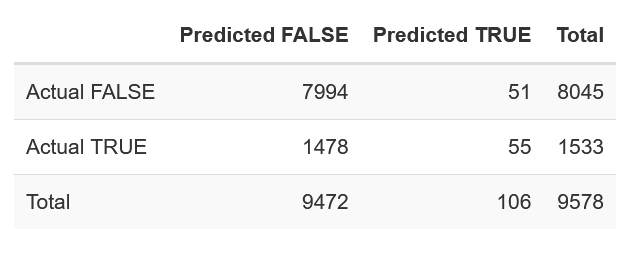 Predicted FALSE Predicted TRUE Total
Actual FALSE 7994 51 8045
Actual TRUE 1478 55 1533
Total 9472 106 9578